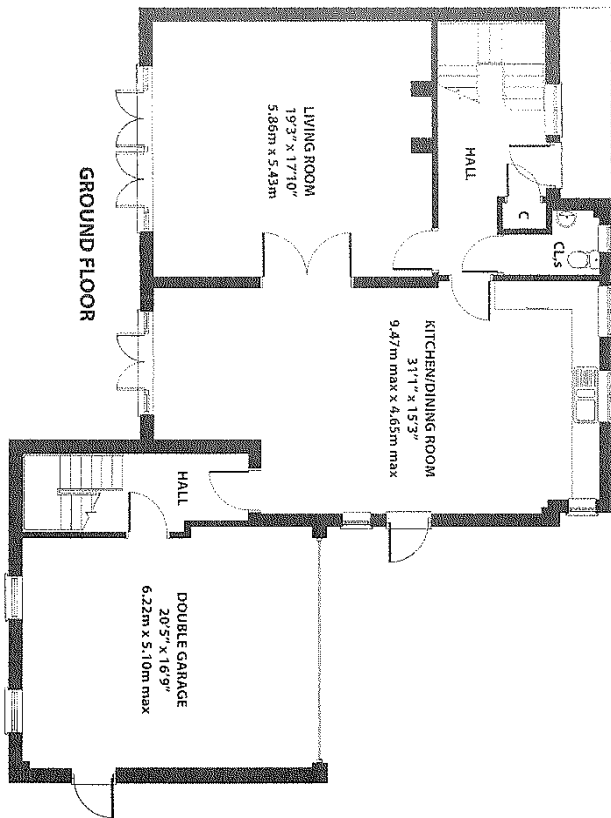 LIVING ROOM
19'3" x 17'10"
5.86m x 5.43m
HALL
C
CL,s
KITCHEN/DINING ROOM
31'1" x 15'3"
9.47m max x 4.65m max
HALL
DOUBLE GARAGE
20'5" x 16'9"
6.22m x 5.10m max
GROUND FLOOR